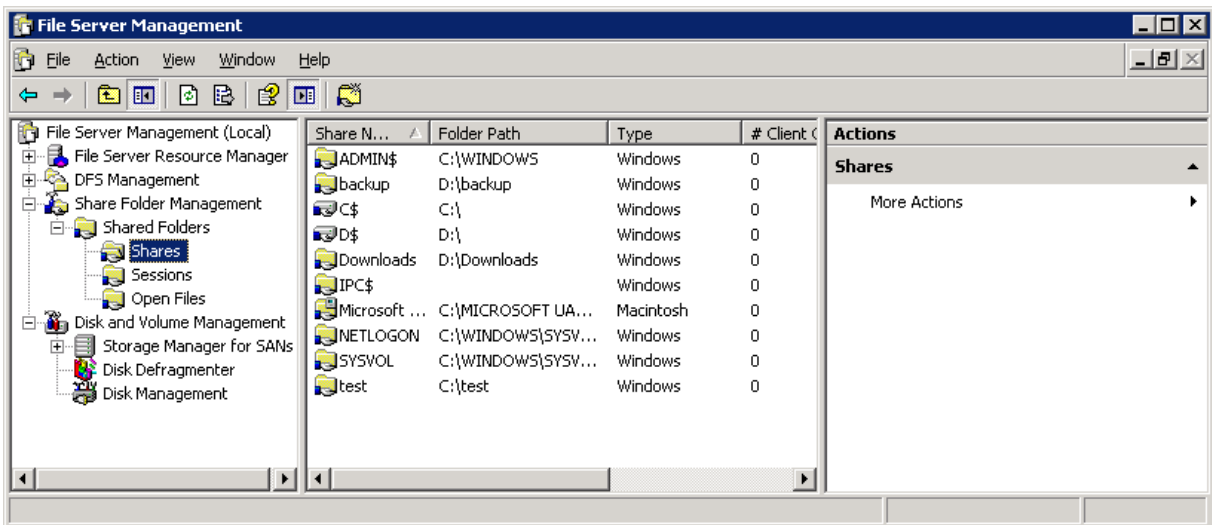 File Server Management
File Action View Window Help
File Server Management (Local)
File Server Resource Manager
DFS Management
Share Folder Management
Shared Folders
Shares
Sessions
Open Files
Disk and Volume Management
Storage Manager for SANs
Disk Defragmenter
Disk Management
Share N... Folder Path Type # Client C
ADMIN$ C:\WINDOWS Windows 0
backup D:\backup Windows 0
C$ C:\ Windows 0
D$ D:\ Windows 0
Downloads D:\Downloads Windows 0
IPC$ Windows 0
Microsoft ... C:\MICROSOFT UA... Macintosh 0
NETLOGON C:\WINDOWS\SYSV... Windows 0
SYSVOL C:\WINDOWS\SYSV... Windows 0
test C:\test Windows 0
Actions
Shares
More Actions